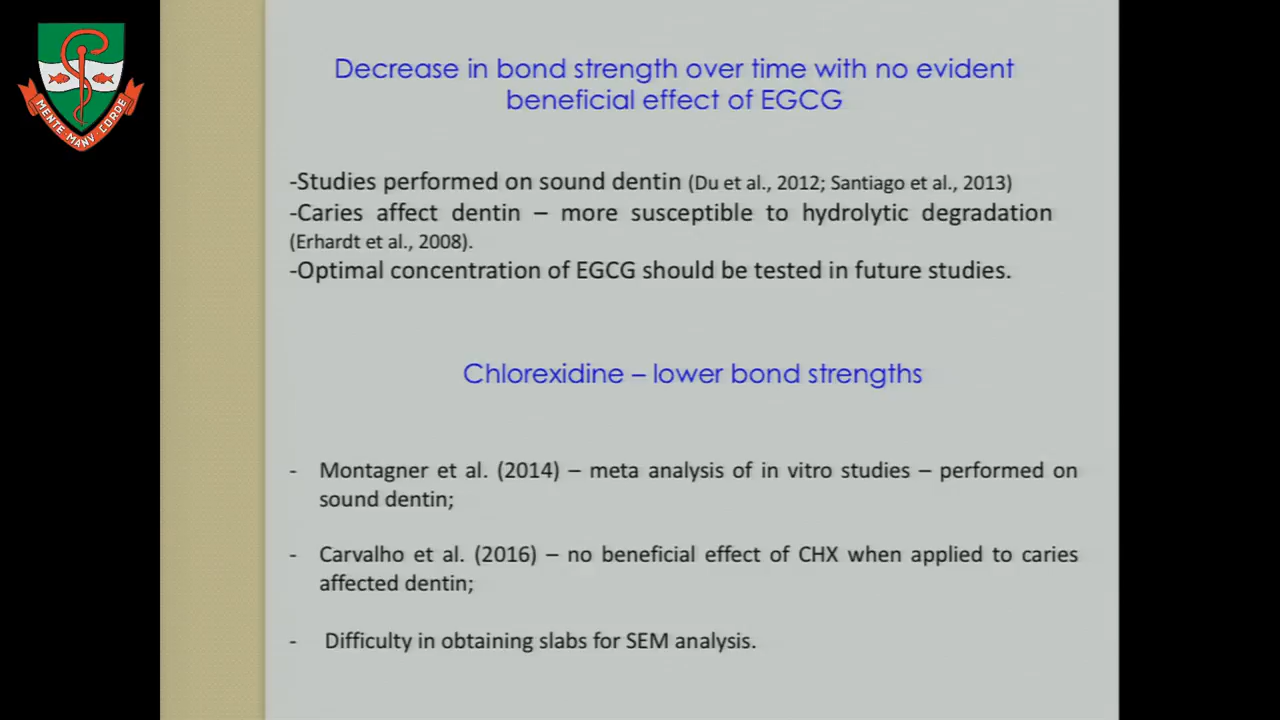 MENTE MANV CORDE
Decrease in bond strength over time with no evident
beneficial effect of EGCG
-Studies performed on sound dentin (Du et al., 2012; Santiago et al., 2013)
-Caries affect dentin – more susceptible to hydrolytic degradation
(Erhardt et al., 2008).
-Optimal concentration of EGCG should be tested in future studies.
Chlorexidine – lower bond strengths
- Montagner et al. (2014) – meta analysis of in vitro studies – performed on
sound dentin;
- Carvalho et al. (2016) – no beneficial effect of CHX when applied to caries
affected dentin;
- Difficulty in obtaining slabs for SEM analysis.